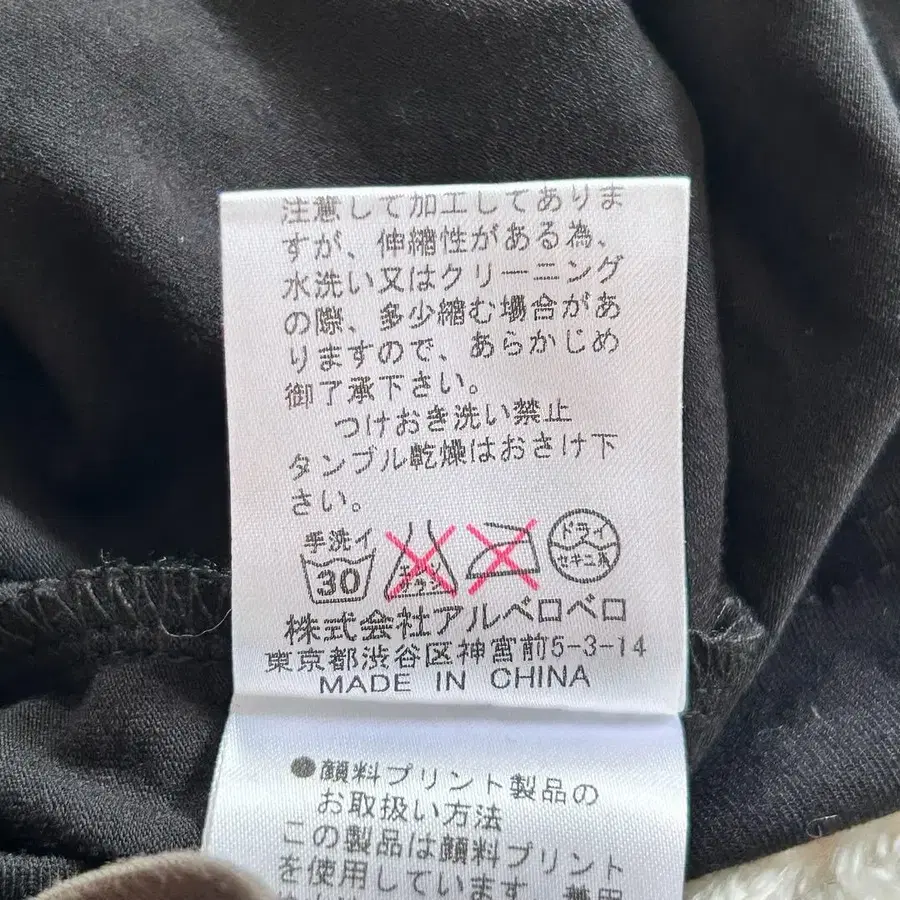 注意して加工してありま
すが、伸縮性がある為、
水洗い又はクリーニング
の際、多少縮む場合があ
りますので、あらかじめ
御了承下さい。
つけおき洗い禁止
タンブル乾燥はおさけ下
さい。
手洗イ
30
エンソ
サラシ
ドライ
セキユ系
株式会社アルベロベロ
東京都渋谷区神宮前5-3-14
MADE IN CHINA
●顔料プリント製品の
お取扱い方法
この製品は顔料プリント
を使用しています。